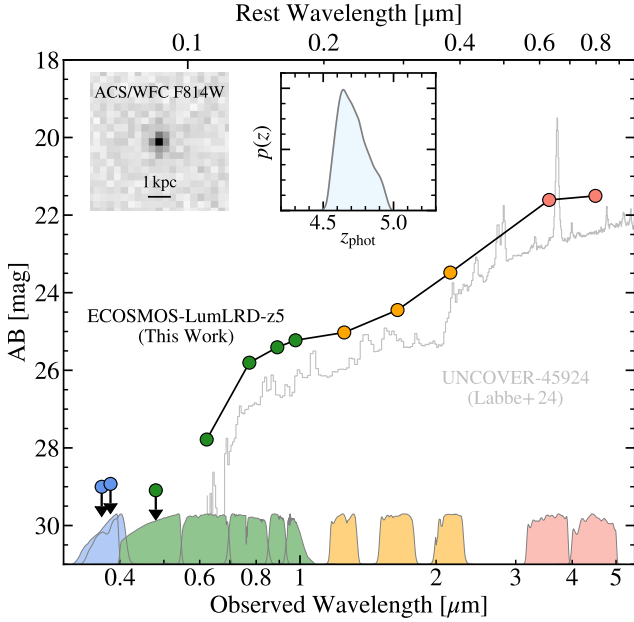 Rest Wavelength [μm]
0.1 0.2 0.4 0.6 0.8
18
20
22
24
26
28
30
AB [mag]
ACS/WFC F814W
1 kpc
p(z)
4.5 5.0
z_phot
ECOSMOS-LumLRD-z5
(This Work)
UNCOVER-45924
(Labbe+24)
0.4 0.6 0.8 1 2 3 4 5
Observed Wavelength [μm]